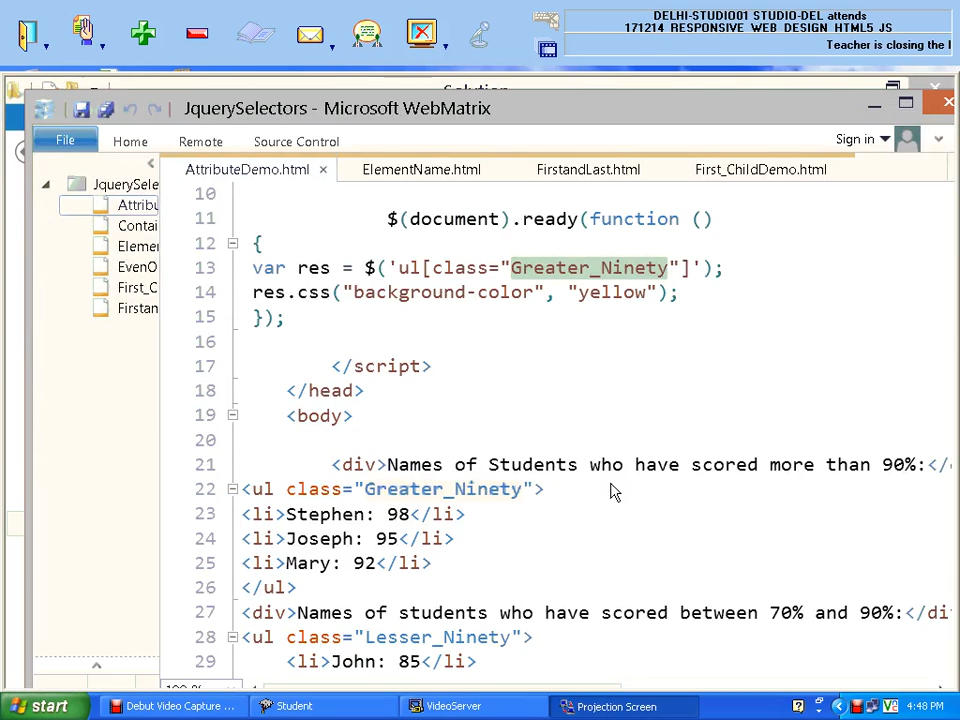 DELHI-STUDIO01 STUDIO-DEL attends
171214 RESPONSIVE WEB DESIGN HTML5 JS
Teacher is closing the
JquerySelectors - Microsoft WebMatrix
File Home Remote Source Control Sign in
AttributeDemo.html × ElementName.html FirstandLast.html First_ChildDemo.html
JquerySele
Attribu
Contai
Elemen
EvenO
First_C
Firstan
10
11 $(document).ready(function ()
12 {
13 var res = $('ul[class="Greater_Ninety"]');
14 res.css("background-color", "yellow");
15 });
16
17 </script>
18 </head>
19 <body>
20
21 <div>Names of Students who have scored more than 90%:</
22 <ul class="Greater_Ninety">
23 <li>Stephen: 98</li>
24 <li>Joseph: 95</li>
25 <li>Mary: 92</li>
26 </ul>
27 <div>Names of students who have scored between 70% and 90%:</di
28 <ul class="Lesser_Ninety">
29 <li>John: 85</li>
start Debut Video Capture ... Student VideoServer Projection Screen 4:48 PM